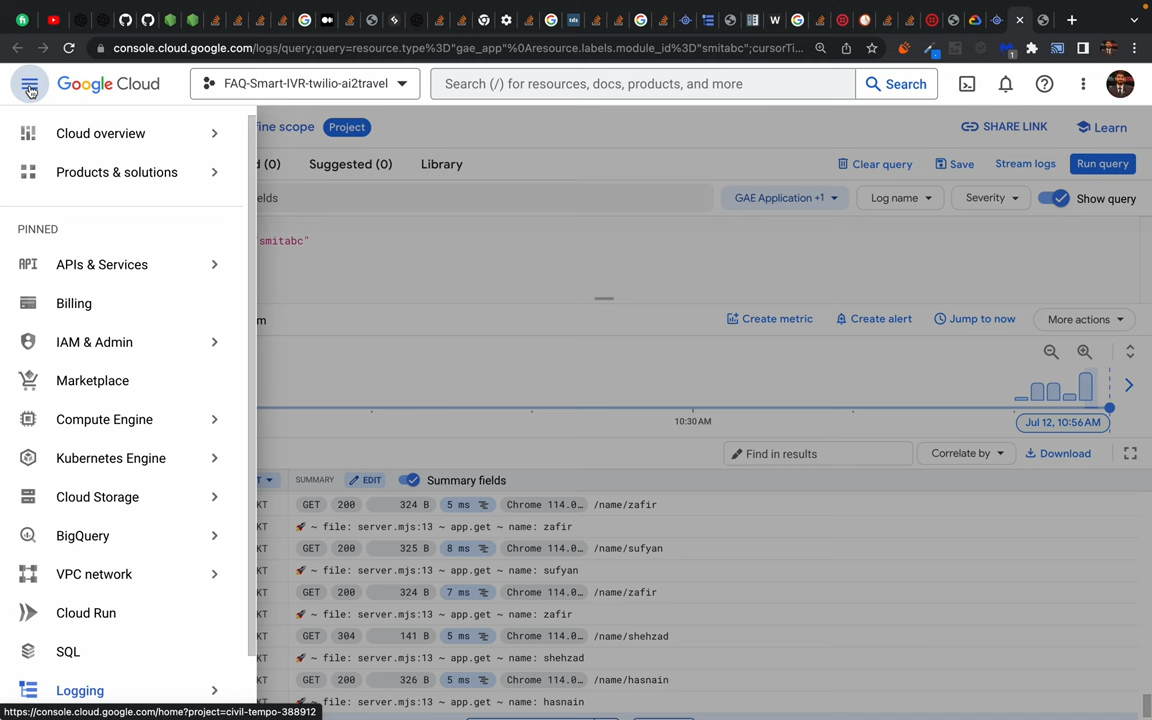 console.cloud.google.com/logs/query;query=resource.type%3D"gae_app"%0Aresource.labels.module_id%3D"smitabc";cursorTi...
1
Google Cloud
FAQ-Smart-IVR-twilio-ai2travel
Search (/) for resources, docs, products, and more
Search
Cloud overview
Products & solutions
PINNED
API APIs & Services
Billing
IAM & Admin
Marketplace
Compute Engine
Kubernetes Engine
Cloud Storage
BigQuery
VPC network
Cloud Run
SQL
Logging
https://console.cloud.google.com/home?project=civil-tempo-388912
fine scope Project
SHARE LINK Learn
d (0) Suggested (0) Library
Clear query Save Stream logs Run query
elds GAE Application +1 Log name Severity Show query
"smitabc"
m Create metric Create alert Jump to now More actions
10:30 AM
Jul 12, 10:56 AM
Find in results Correlate by Download
T SUMMARY EDIT Summary fields
KT GET 200 324 B 5 ms Chrome 114.0… /name/zafir
KT 🚀 ~ file: server.mjs:13 ~ app.get ~ name: zafir
KT GET 200 325 B 8 ms Chrome 114.0… /name/sufyan
KT 🚀 ~ file: server.mjs:13 ~ app.get ~ name: sufyan
KT GET 200 324 B 7 ms Chrome 114.0… /name/zafir
KT 🚀 ~ file: server.mjs:13 ~ app.get ~ name: zafir
KT GET 304 141 B 5 ms Chrome 114.0… /name/shehzad
KT 🚀 ~ file: server.mjs:13 ~ app.get ~ name: shehzad
KT GET 200 326 B 5 ms Chrome 114.0… /name/hasnain
KT 🚀 ~ file: server.mjs:13 ~ app.get ~ name: hasnain